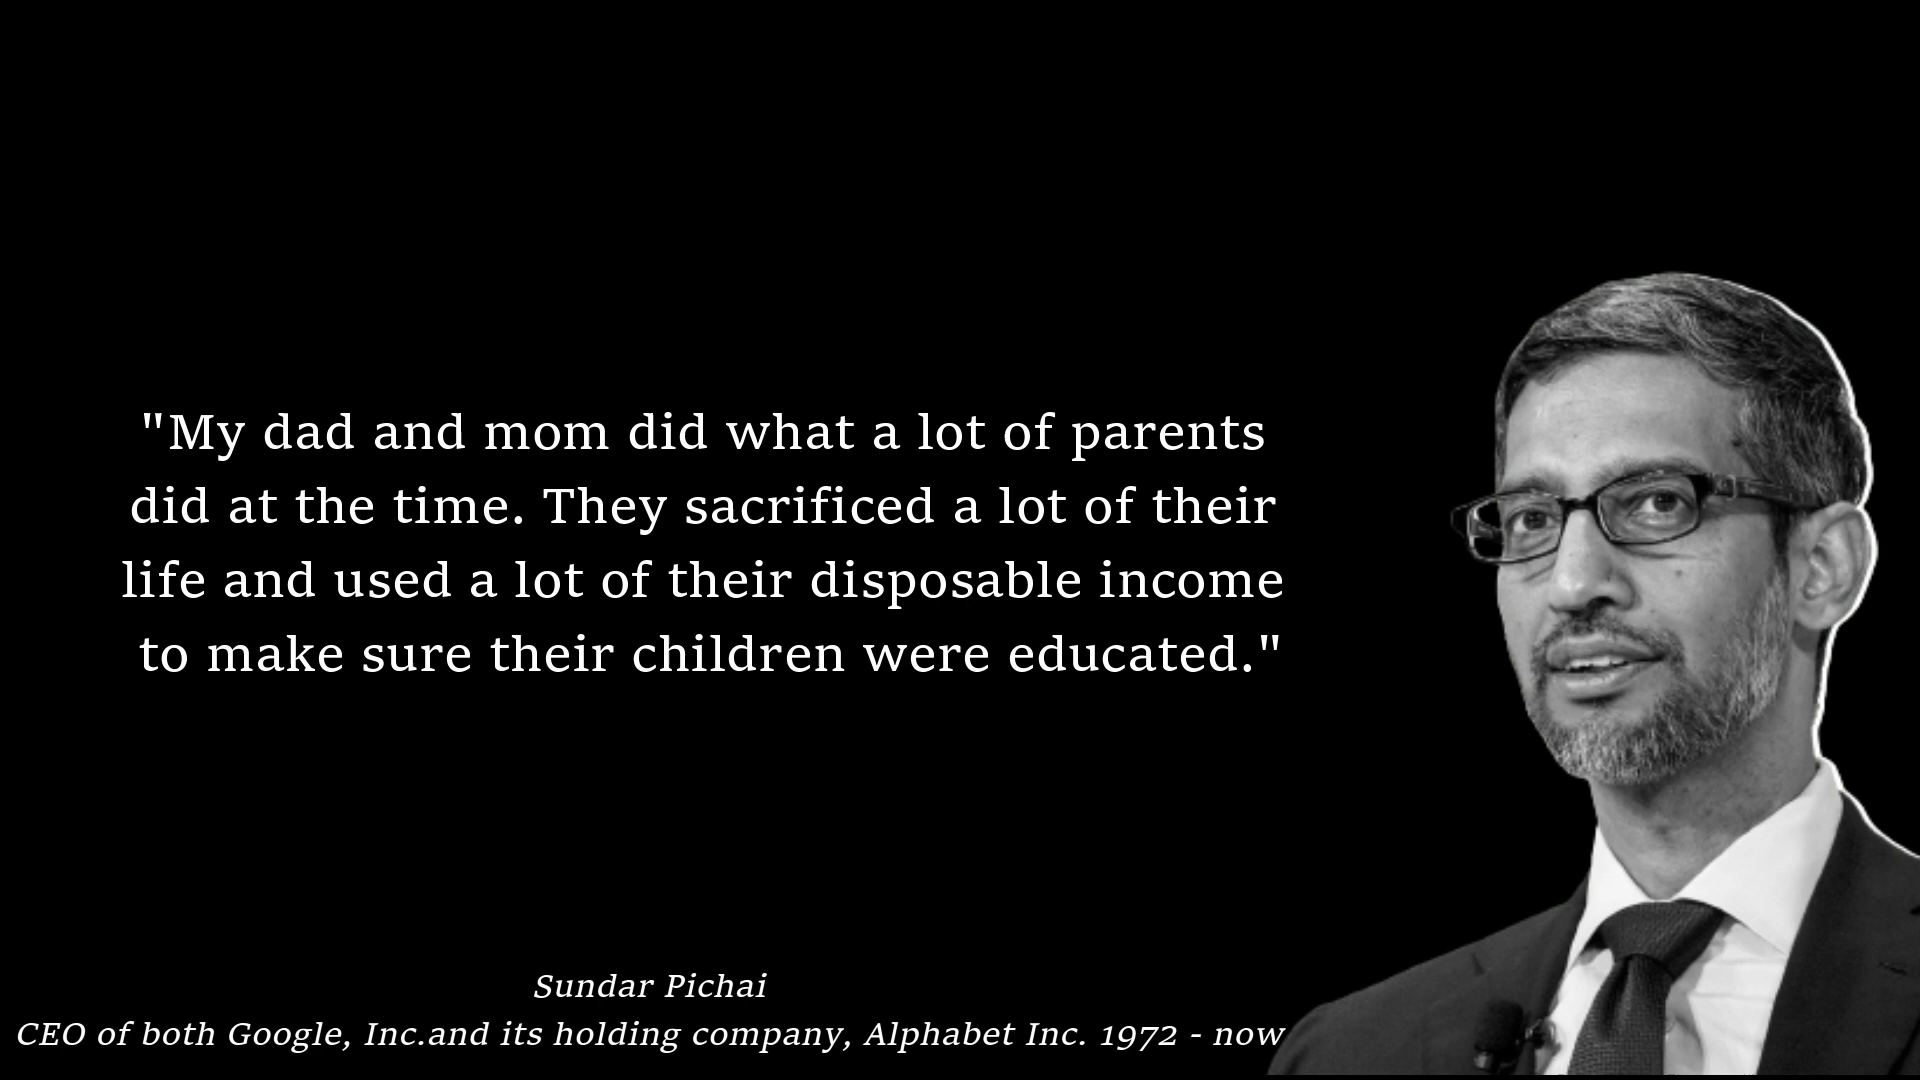 "My dad and mom did what a lot of parents
did at the time. They sacrificed a lot of their
life and used a lot of their disposable income
to make sure their children were educated."
Sundar Pichai
CEO of both Google, Inc.and its holding company, Alphabet Inc. 1972 - now